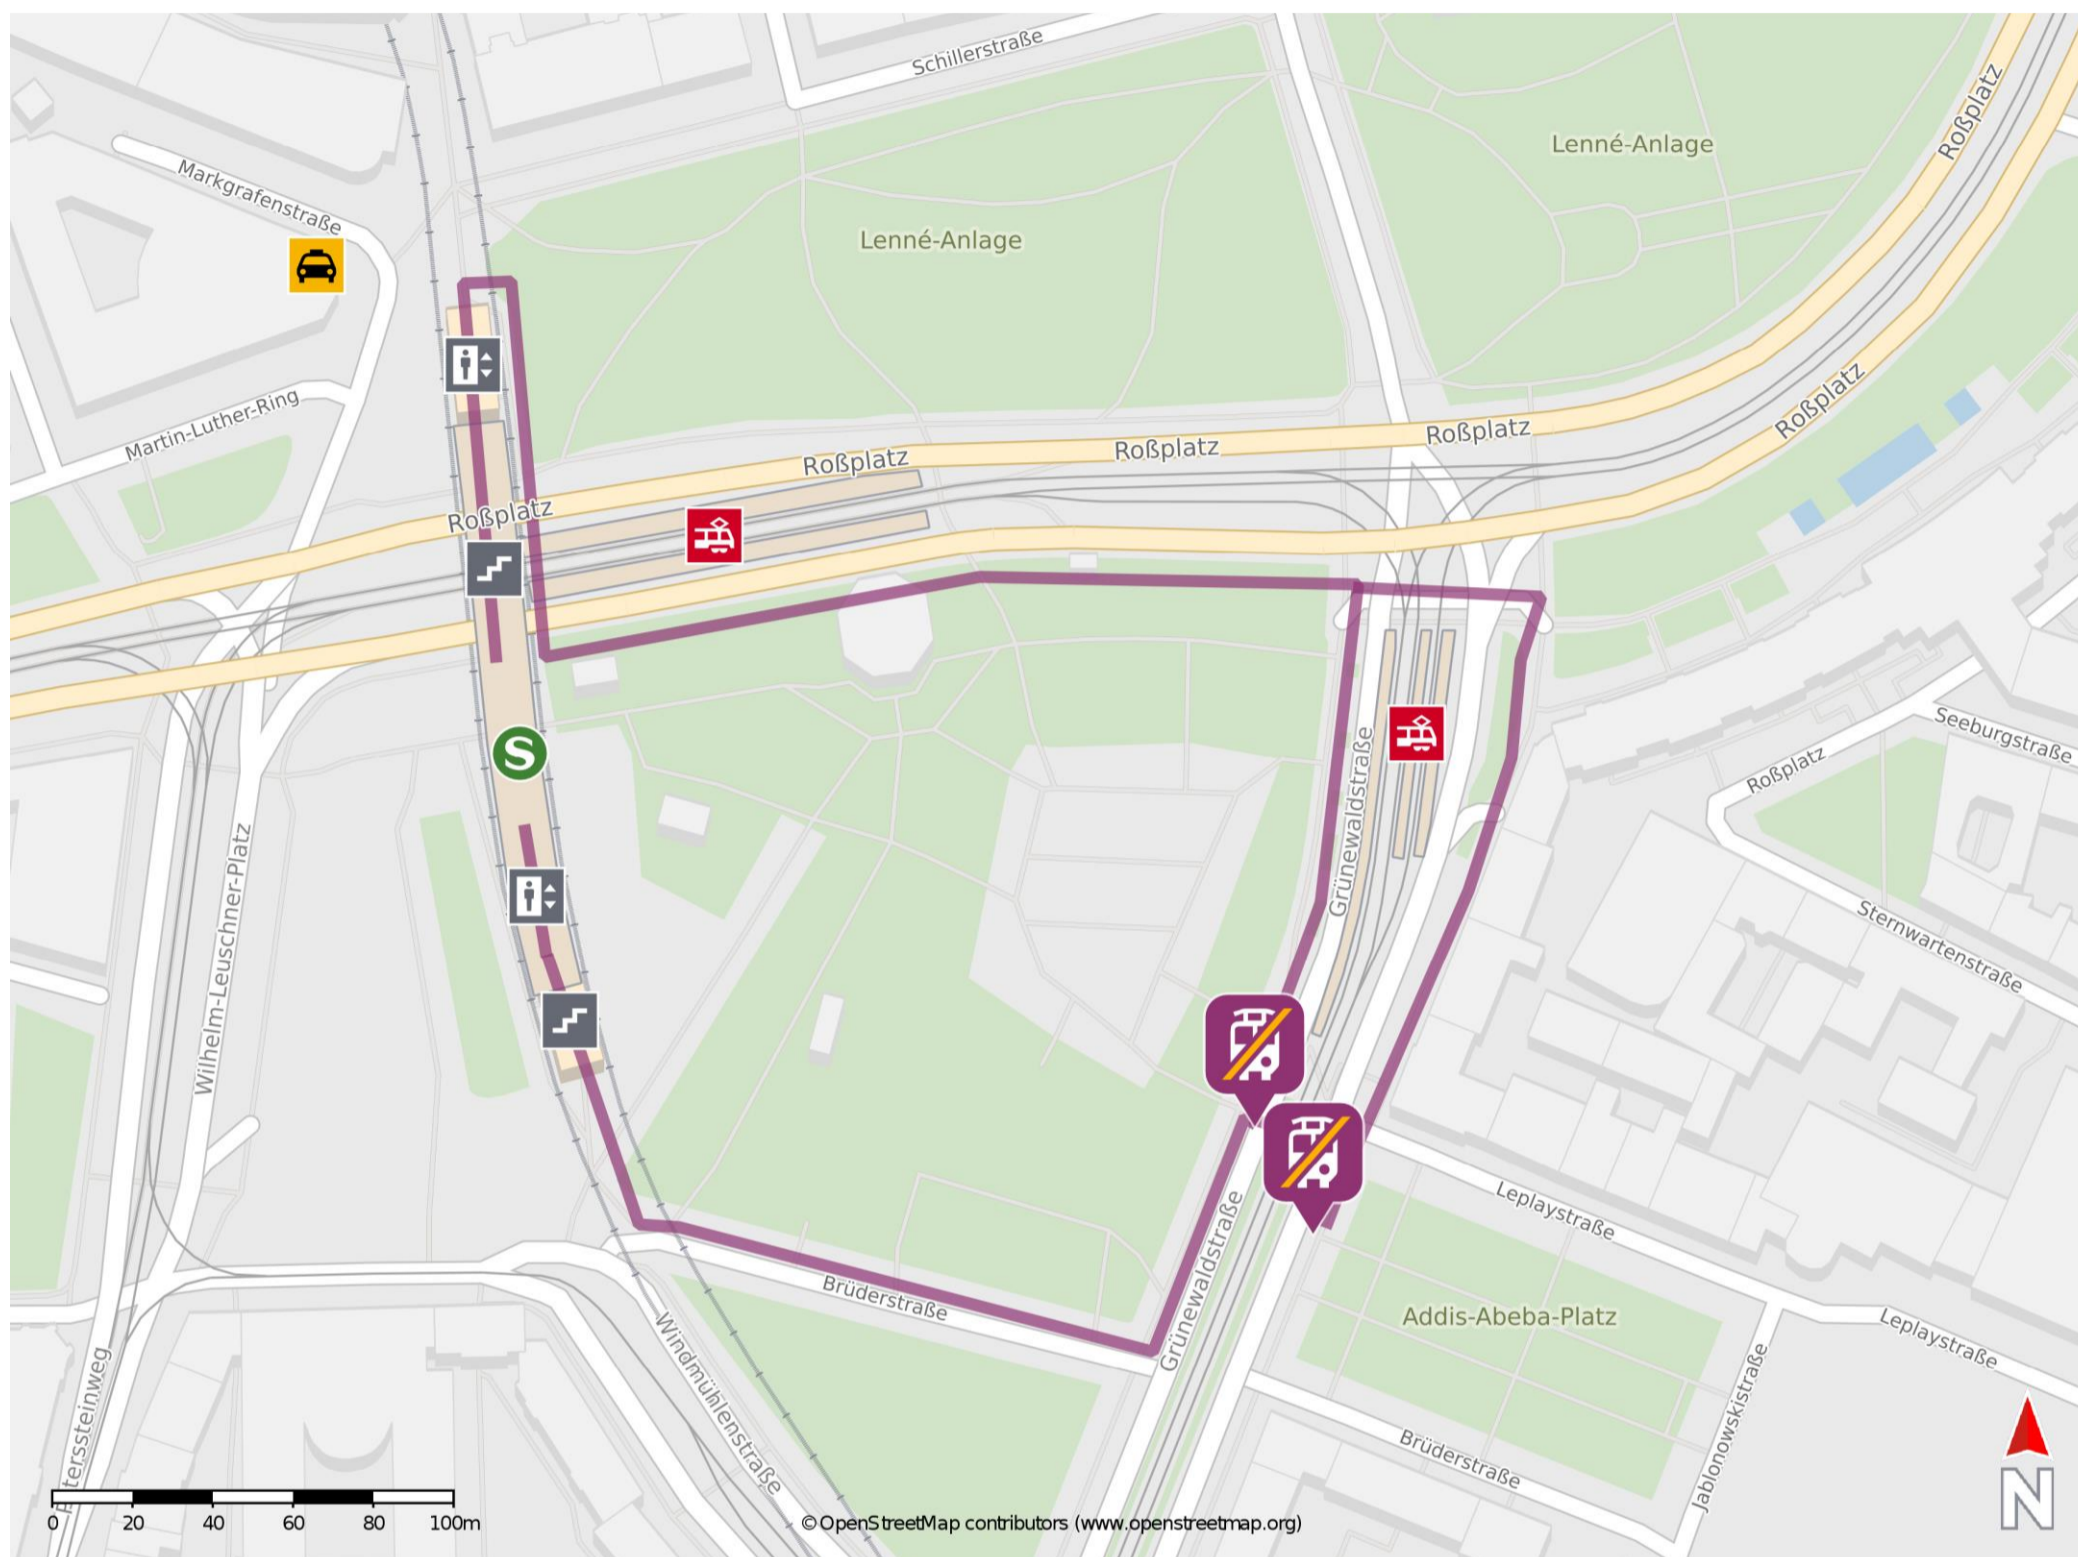 Schillerstraße
Roßplatz
Lenné-Anlage
Markgrafenstraße
Lenné-Anlage
Martin-Luther-Ring
Roßplatz
Roßplatz
Roßplatz
Roßplatz
Roßplatz
S
Grünewaldstraße
Seeburgstraße
Roßplatz
Wilhelm-Leuschner-Platz
Sternwartenstraße
Leplaystraße
Grünewaldstraße
Brüderstraße
Addis-Abeba-Platz
Leplaystraße
Windmühlenstraße
Jablonowskistraße
Brüderstraße
N
0 20 40 60 80 100m
© OpenStreetMap contributors (www.openstreetmap.org)